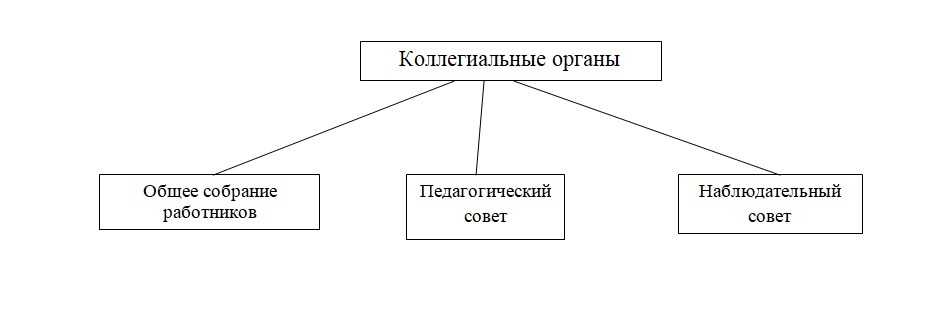 Коллегиальные органы
Общее собрание
работников
Педагогический
совет
Наблюдательный
совет